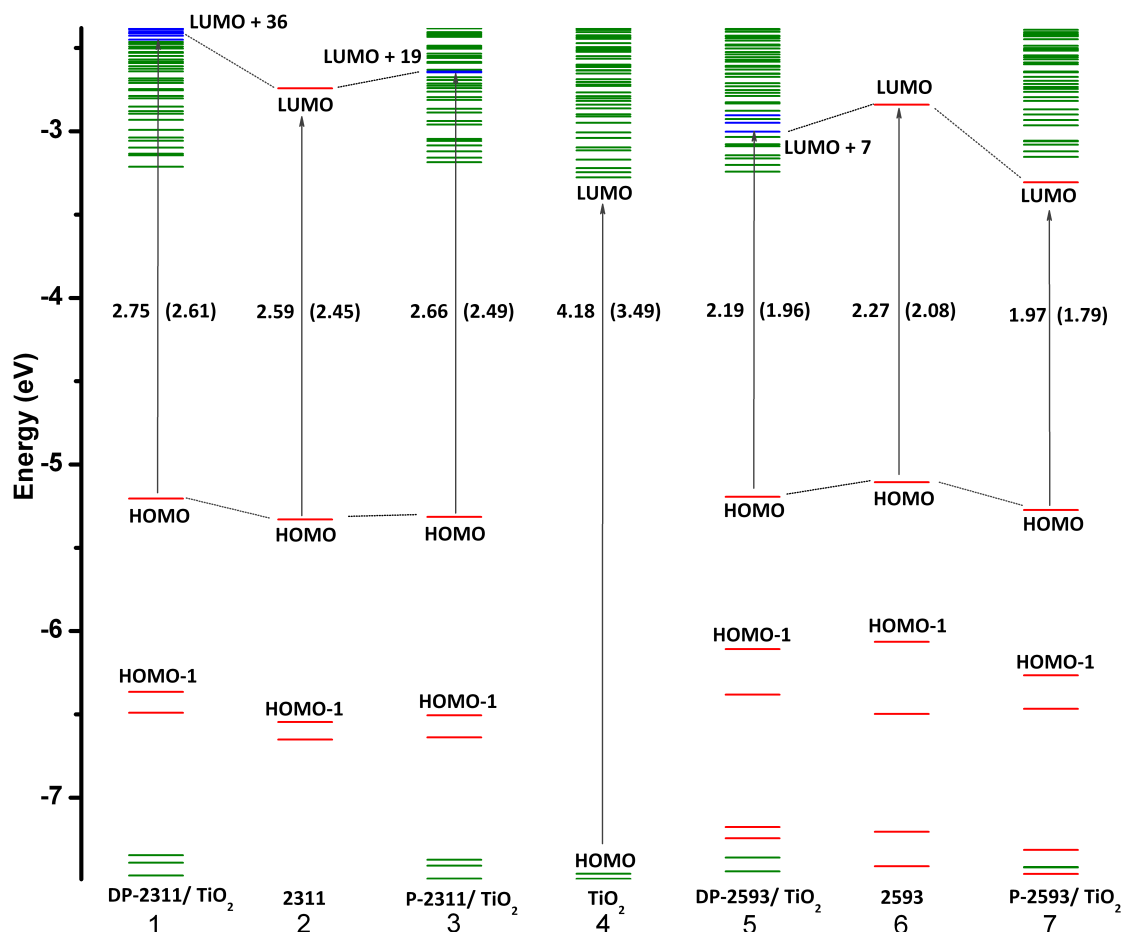 LUMO + 36
LUMO + 19
LUMO
LUMO
LUMO + 7
LUMO
LUMO
LUMO
-3
-4
-5
-6
-7
Energy (eV)
2.75 (2.61)
2.59 (2.45)
2.66 (2.49)
4.18 (3.49)
2.19 (1.96)
2.27 (2.08)
1.97 (1.79)
HOMO
HOMO
HOMO
HOMO
HOMO
HOMO
HOMO-1
HOMO-1
HOMO-1
HOMO-1
HOMO-1
HOMO-1
HOMO
DP-2311/ TiO₂
2311
P-2311/ TiO₂
TiO₂
DP-2593/ TiO₂
2593
P-2593/ TiO₂
1
2
3
4
5
6
7